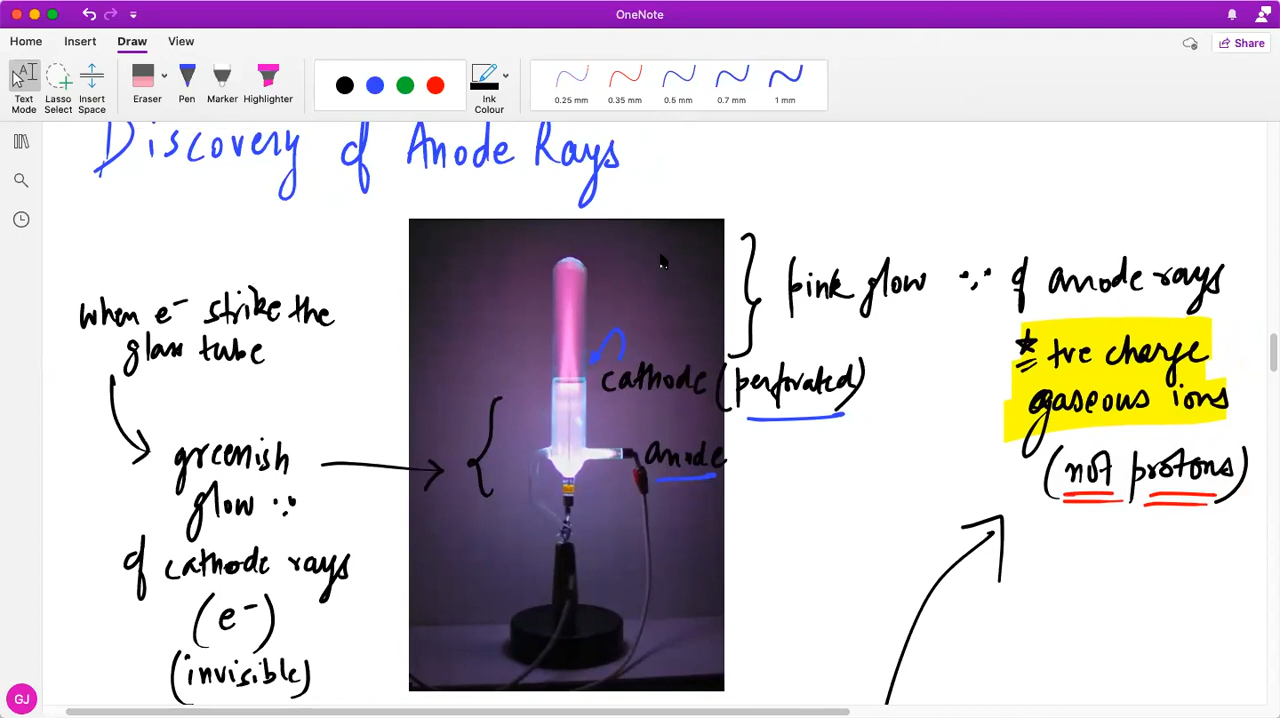 OneNote
Home Insert Draw View
Share
Text Mode
Lasso Select
Insert Space
Eraser
Pen
Marker
Highlighter
Ink Colour
0.25 mm
0.35 mm
0.5 mm
0.7 mm
1 mm
Discovery of Anode Rays
when e⁻ strike the
glass tube
greenish
glow ∵
of cathode rays
(e⁻)
(invisible)
cathode (perforated)
anode
} pink glow ∵ of anode rays
* +ve charge
gaseous ions
(not protons)
GJ